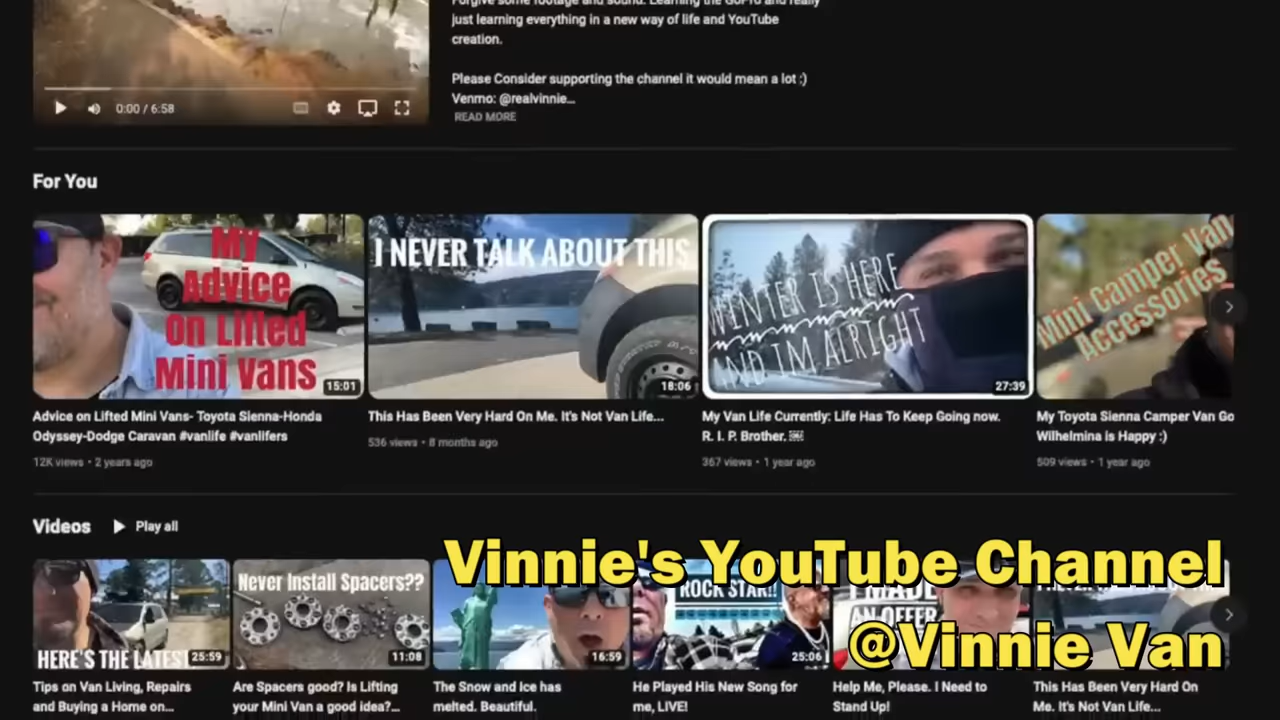 Forgive some footage and sound. Learning the GoPro and really
just learning everything in a new way of life and YouTube
creation.
Please Consider supporting the channel it would mean a lot :)
Venmo: @realvinnie...
READ MORE
0:00 / 6:58
For You
My
Advice
on Lifted
Mini Vans
15:01
I NEVER TALK ABOUT THIS
18:06
WINTER IS HERE
AND IM ALRIGHT
27:39
Mini Camper Van
Accessories
Advice on Lifted Mini Vans- Toyota Sienna-Honda
Odyssey-Dodge Caravan #vanlife #vanlifers
12K views • 2 years ago
This Has Been Very Hard On Me. It's Not Van Life...
536 views • 8 months ago
My Van Life Currently: Life Has To Keep Going now.
R. I. P. Brother.
367 views • 1 year ago
My Toyota Sienna Camper Van Go
Wilhelmina is Happy :)
509 views • 1 year ago
Videos
Play all
HERE'S THE LATEST
25:59
Never Install Spacers??
11:08
16:59
ROCK STAR!!
25:06
I MADE
AN OFFER
Vinnie's YouTube Channel
@Vinnie Van
Tips on Van Living, Repairs
and Buying a Home on...
Are Spacers good? Is Lifting
your Mini Van a good idea?...
The Snow and Ice has
melted. Beautiful.
He Played His New Song for
me, LIVE!
Help Me, Please. I Need to
Stand Up!
This Has Been Very Hard On
Me. It's Not Van Life...